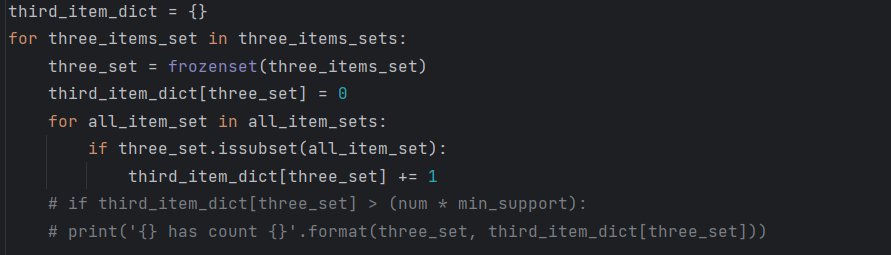 third_item_dict = {}
for three_items_set in three_items_sets:
    three_set = frozenset(three_items_set)
    third_item_dict[three_set] = 0
    for all_item_set in all_item_sets:
        if three_set.issubset(all_item_set):
            third_item_dict[three_set] += 1
    # if third_item_dict[three_set] > (num * min_support):
    # print('{} has count {}'.format(three_set, third_item_dict[three_set]))